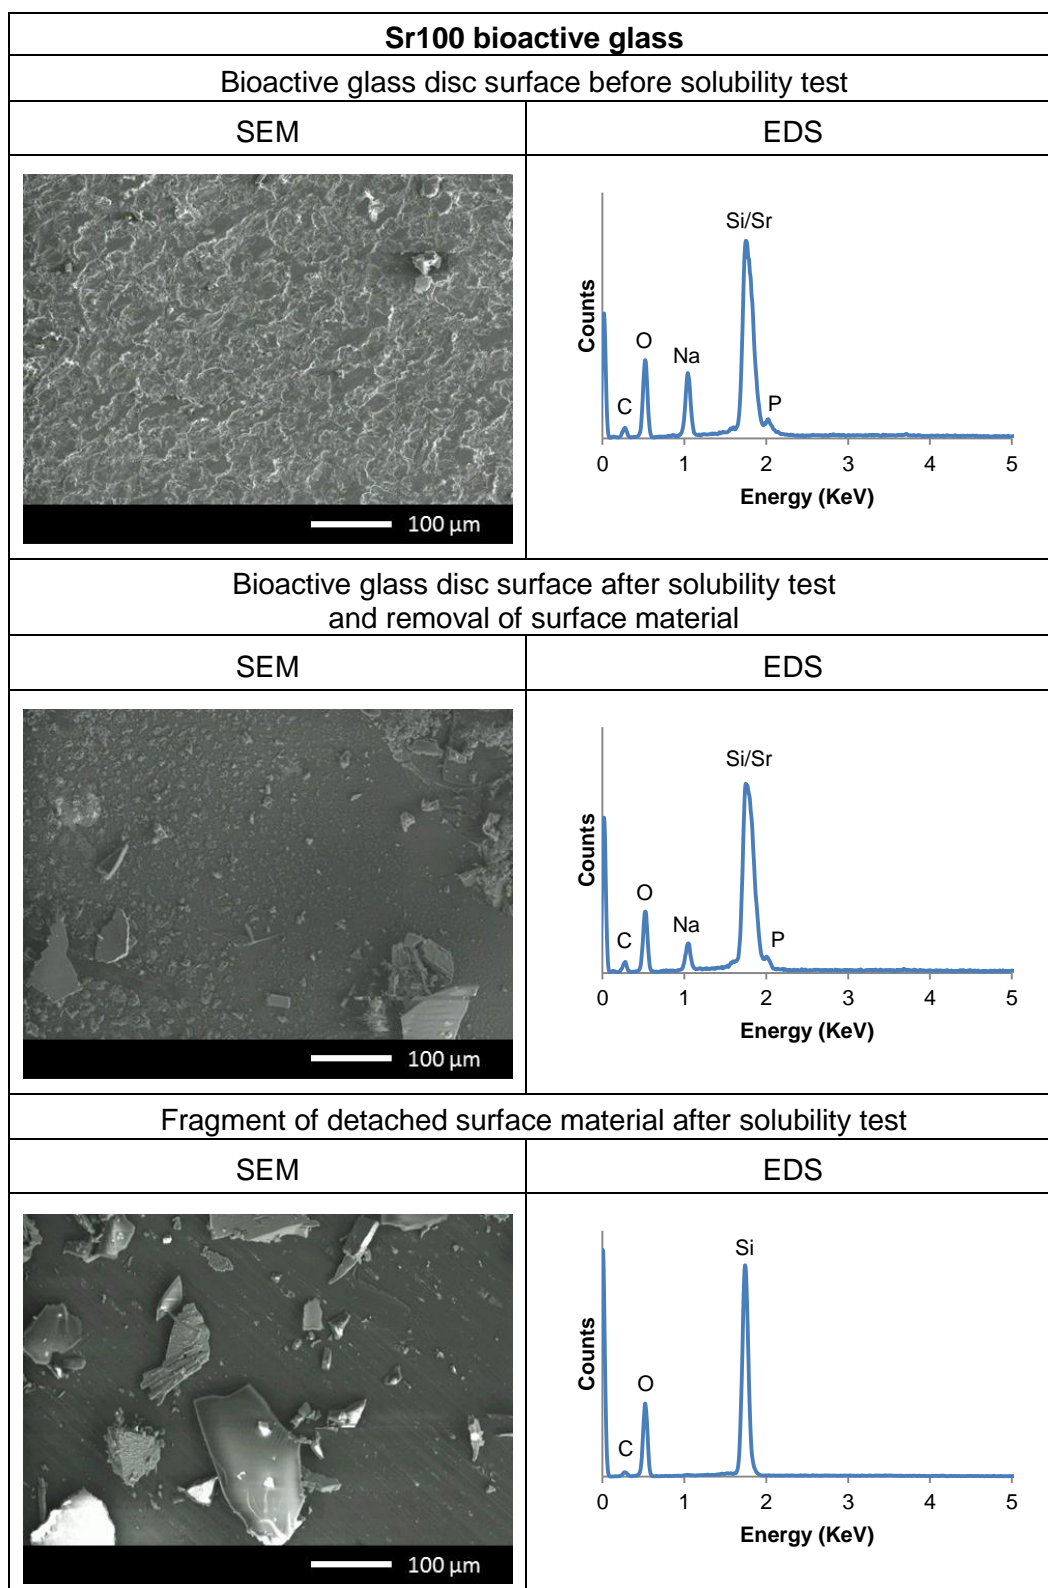 Sr100 bioactive glass
Bioactive glass disc surface before solubility test
SEM
EDS
100 µm
Counts
C
O
Na
Si/Sr
P
0 1 2 3 4 5
Energy (KeV)
Bioactive glass disc surface after solubility test
and removal of surface material
SEM
EDS
100 µm
Counts
C
O
Na
Si/Sr
P
0 1 2 3 4 5
Energy (KeV)
Fragment of detached surface material after solubility test
SEM
EDS
100 µm
Counts
C
O
Si
0 1 2 3 4 5
Energy (KeV)